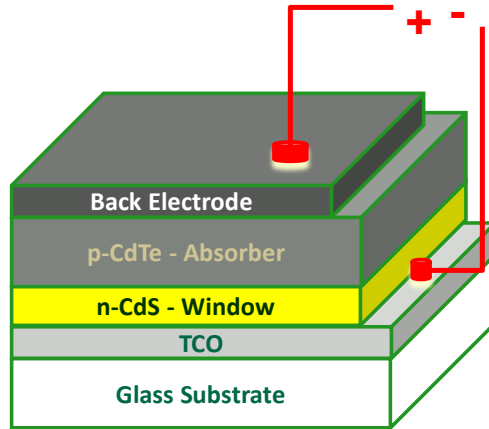 + -
Back Electrode
p-CdTe - Absorber
n-CdS - Window
TCO
Glass Substrate